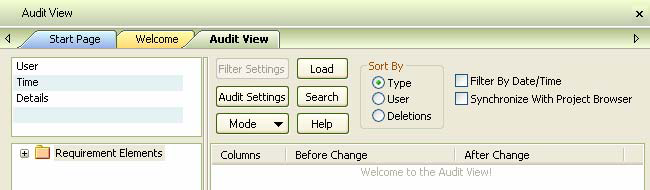 Audit View
Start Page
Welcome
Audit View
User
Time
Details
Filter Settings
Load
Audit Settings
Search
Mode
Help
Sort By
Type
User
Deletions
Filter By Date/Time
Synchronize With Project Browser
Requirement Elements
Columns
Before Change
After Change
Welcome to the Audit View!